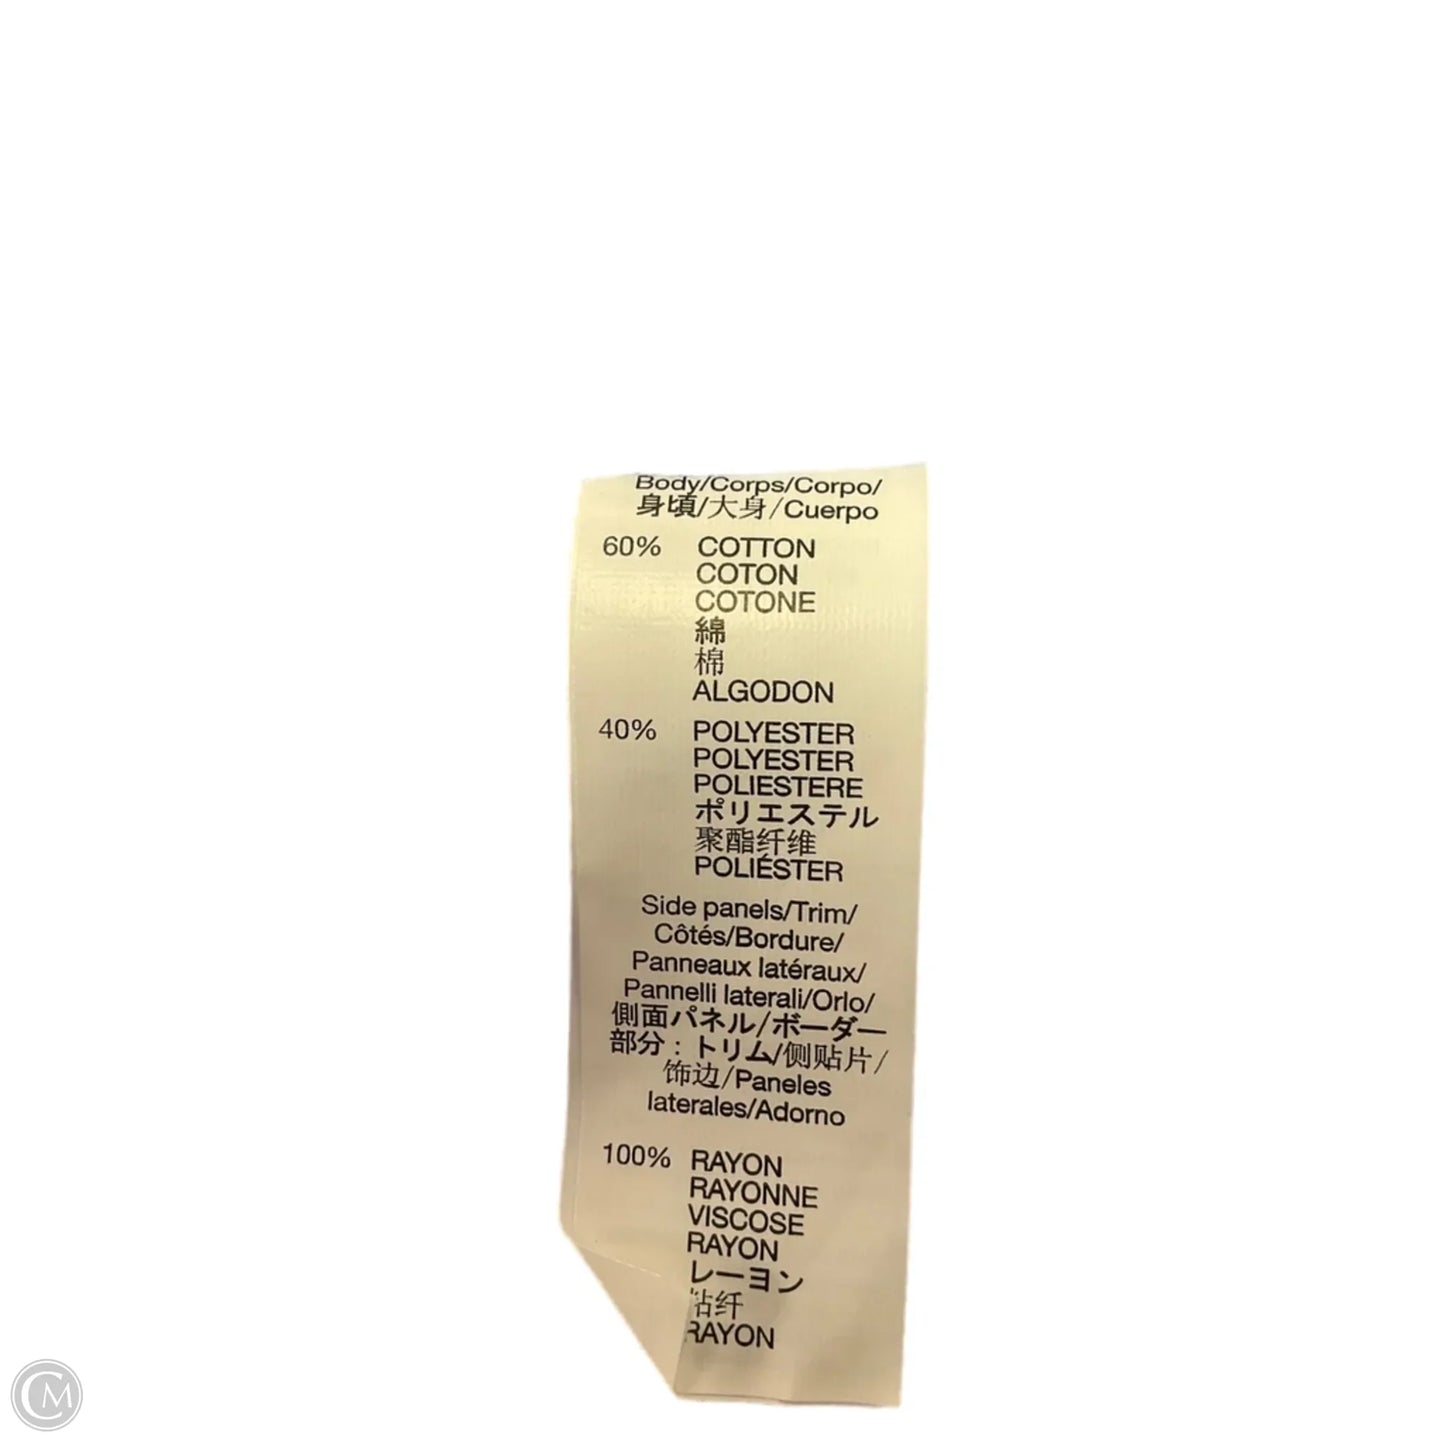 Body/Corps/Corpo/
身頃/大身/Cuerpo
60% COTTON
COTON
COTONE
綿
棉
ALGODON
40% POLYESTER
POLYESTER
POLIESTERE
ポリエステル
聚酯纤维
POLIÉSTER
Side panels/Trim/
Côtés/Bordure/
Panneaux latéraux/
Pannelli laterali/Orlo/
側面パネル/ボーダー
部分：トリム/侧贴片/
饰边/Paneles
laterales/Adorno
100% RAYON
RAYONNE
VISCOSE
RAYON
レーヨン
粘纤
RAYON
CM